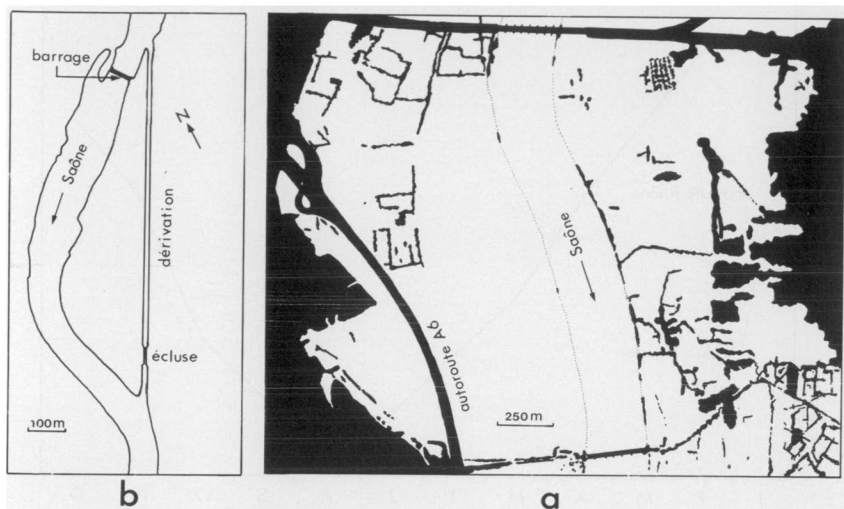 barrage
Saône
N
dérivation
écluse
100m
b
Saône
autoroute A6
250m
a